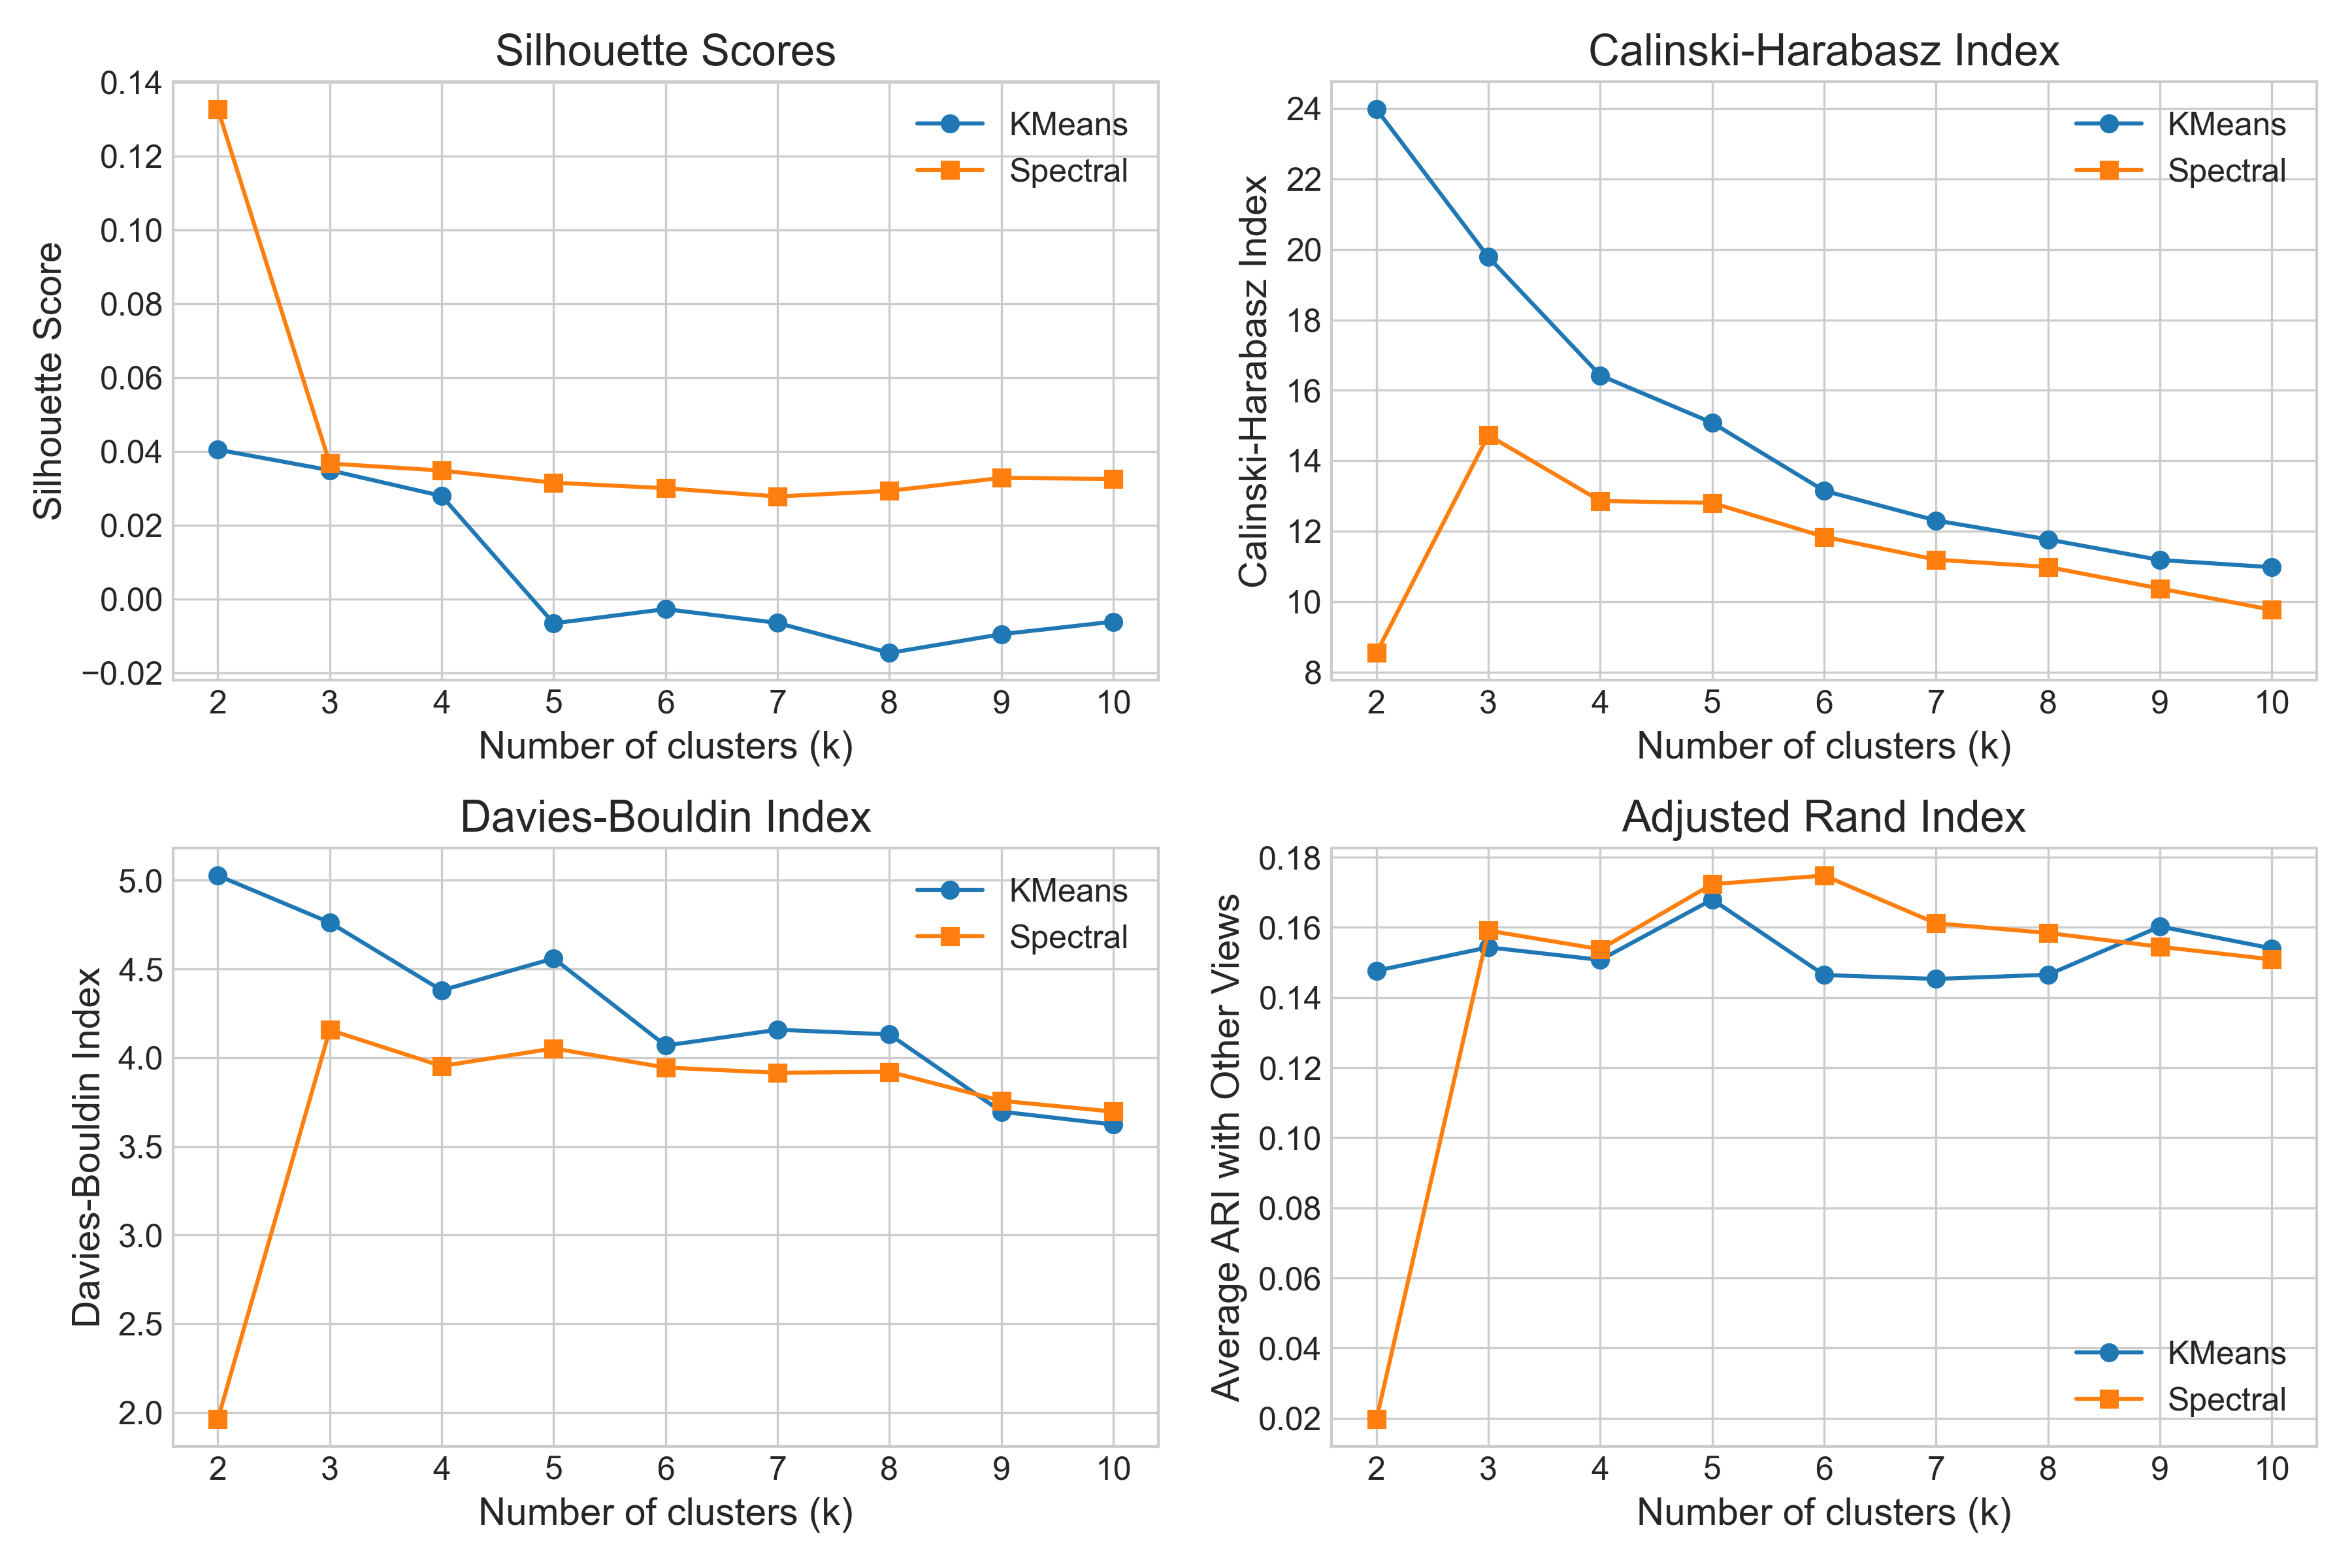 Silhouette Scores
0.14
0.12
0.10
0.08
0.06
0.04
0.02
0.00
−0.02
Silhouette Score
KMeans
Spectral
2 3 4 5 6 7 8 9 10
Number of clusters (k)
Calinski-Harabasz Index
24
22
20
18
16
14
12
10
8
Calinski-Harabasz Index
KMeans
Spectral
2 3 4 5 6 7 8 9 10
Number of clusters (k)
Davies-Bouldin Index
5.0
4.5
4.0
3.5
3.0
2.5
2.0
Davies-Bouldin Index
KMeans
Spectral
2 3 4 5 6 7 8 9 10
Number of clusters (k)
Adjusted Rand Index
0.18
0.16
0.14
0.12
0.10
0.08
0.06
0.04
0.02
Average ARI with Other Views
KMeans
Spectral
2 3 4 5 6 7 8 9 10
Number of clusters (k)